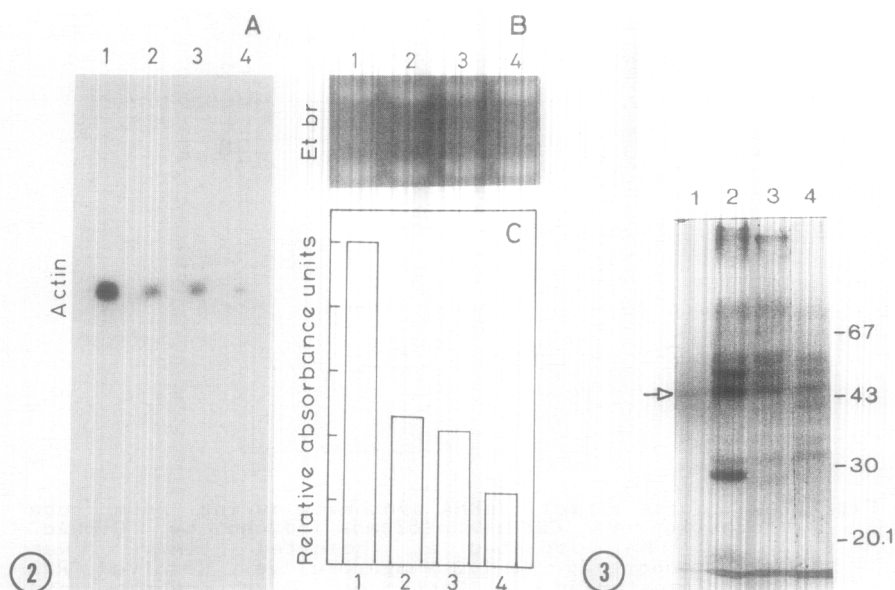 A
1 2 3 4
Actin
B
1 2 3 4
Et br
C
Relative absorbance units
1 2 3 4
2
1 2 3 4
-67
-43
-30
-20.1
3